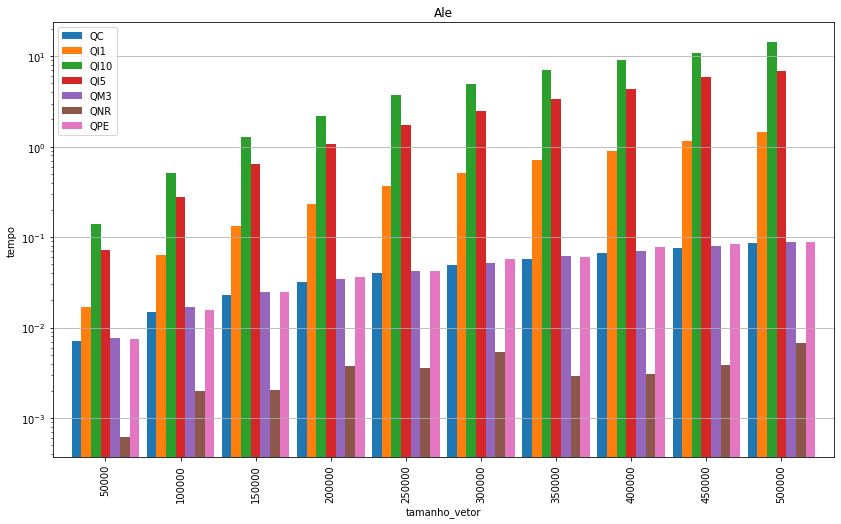 Ale
QC
QI1
QI10
QI5
QM3
QNR
QPE
tempo
10¹
10⁰
10⁻¹
10⁻²
10⁻³
50000
100000
150000
200000
250000
300000
350000
400000
450000
500000
tamanho_vetor